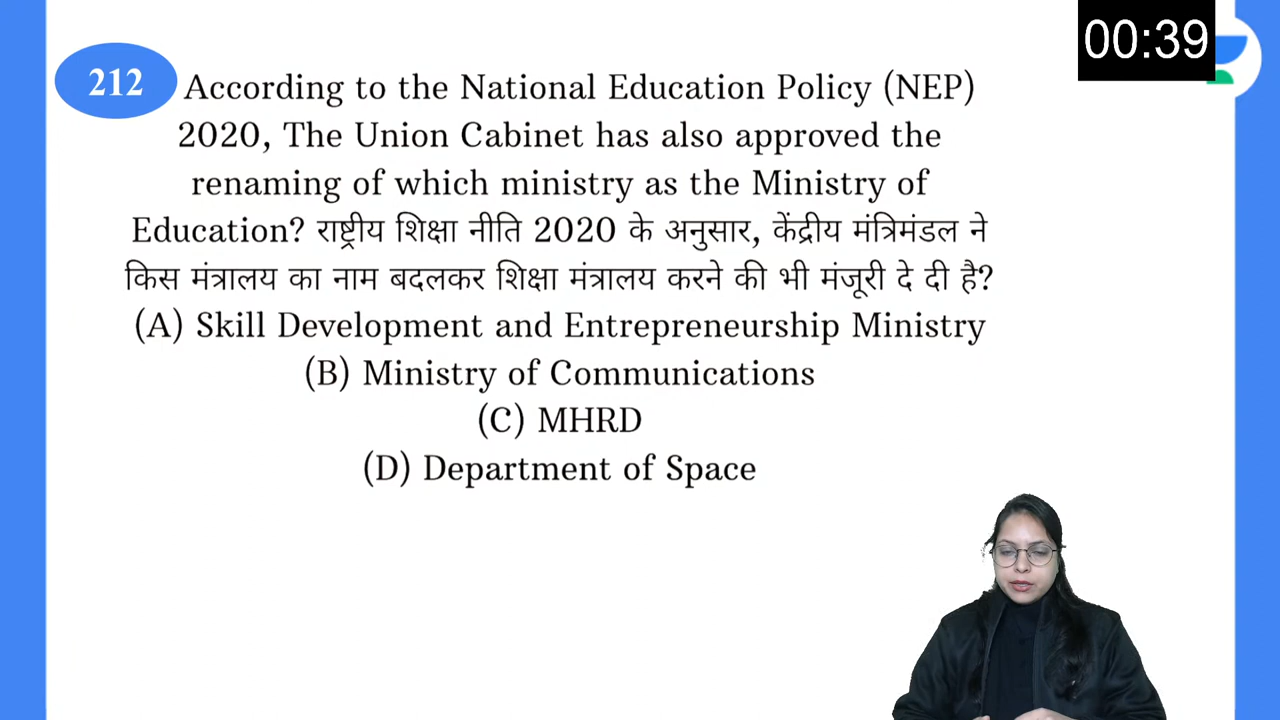 00:39
212
According to the National Education Policy (NEP)
2020, The Union Cabinet has also approved the
renaming of which ministry as the Ministry of
Education? राष्ट्रीय शिक्षा नीति 2020 के अनुसार, केंद्रीय मंत्रिमंडल ने
किस मंत्रालय का नाम बदलकर शिक्षा मंत्रालय करने की भी मंजूरी दे दी है?
(A) Skill Development and Entrepreneurship Ministry
(B) Ministry of Communications
(C) MHRD
(D) Department of Space